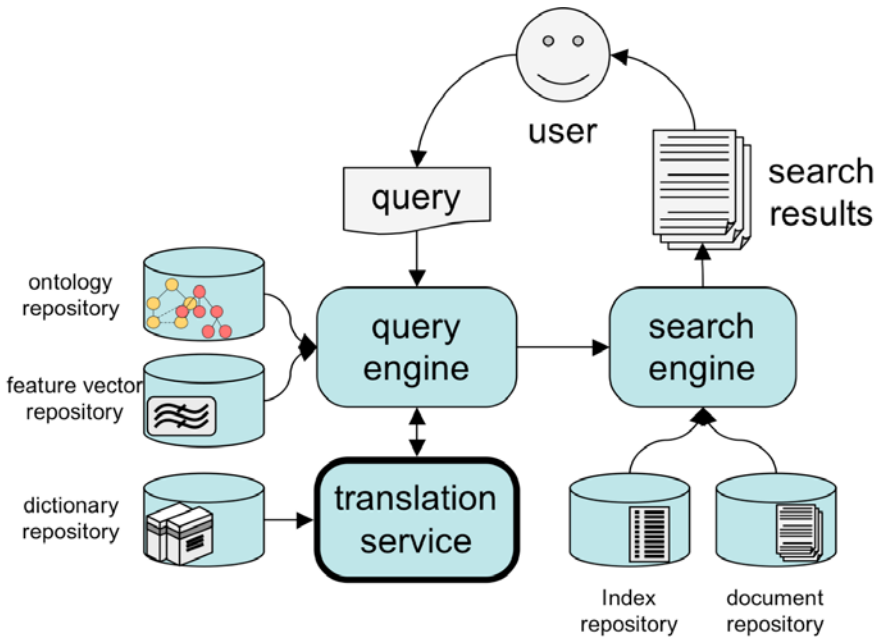 user
query
search
results
ontology
repository
query
engine
search
engine
feature vector
repository
dictionary
repository
translation
service
Index
repository
document
repository